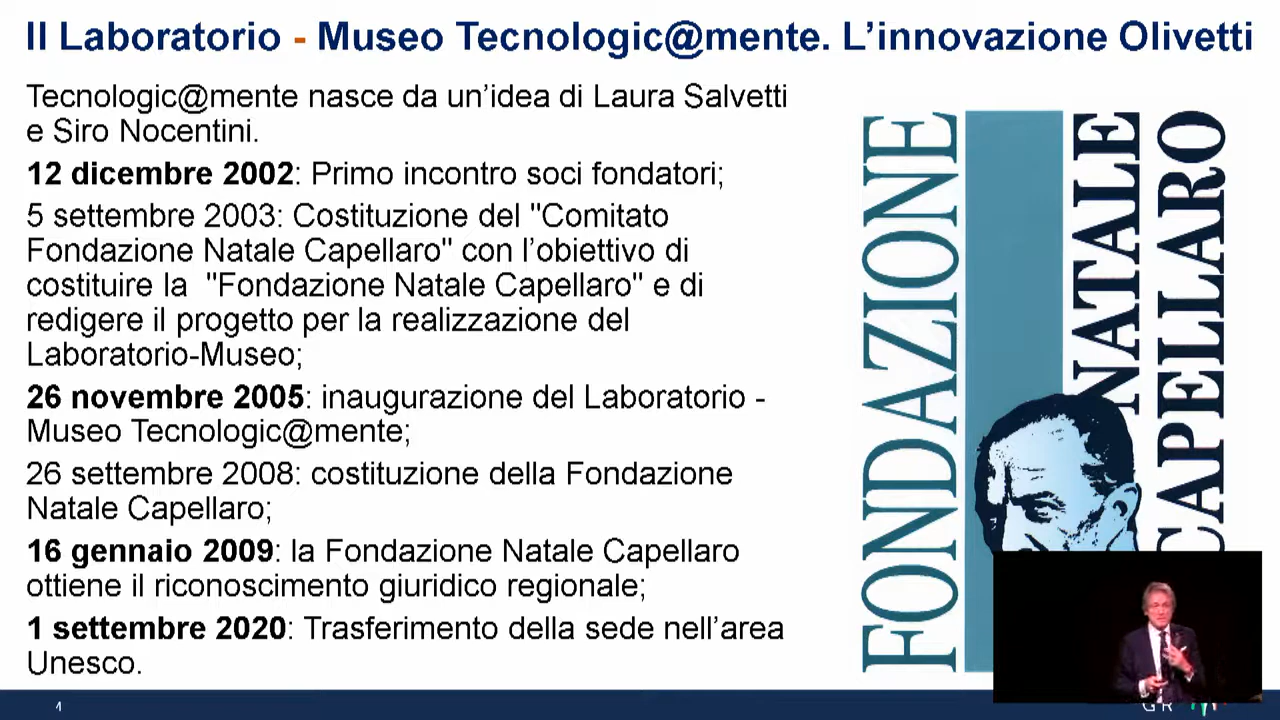 Il Laboratorio - Museo Tecnologic@mente. L’innovazione Olivetti
Tecnologic@mente nasce da un’idea di Laura Salvetti
e Siro Nocentini.
12 dicembre 2002: Primo incontro soci fondatori;
5 settembre 2003: Costituzione del "Comitato
Fondazione Natale Capellaro" con l’obiettivo di
costituire la "Fondazione Natale Capellaro" e di
redigere il progetto per la realizzazione del
Laboratorio-Museo;
26 novembre 2005: inaugurazione del Laboratorio -
Museo Tecnologic@mente;
26 settembre 2008: costituzione della Fondazione
Natale Capellaro;
16 gennaio 2009: la Fondazione Natale Capellaro
ottiene il riconoscimento giuridico regionale;
1 settembre 2020: Trasferimento della sede nell’area
Unesco.
FONDAZIONE
NATALE
CAPELLARO